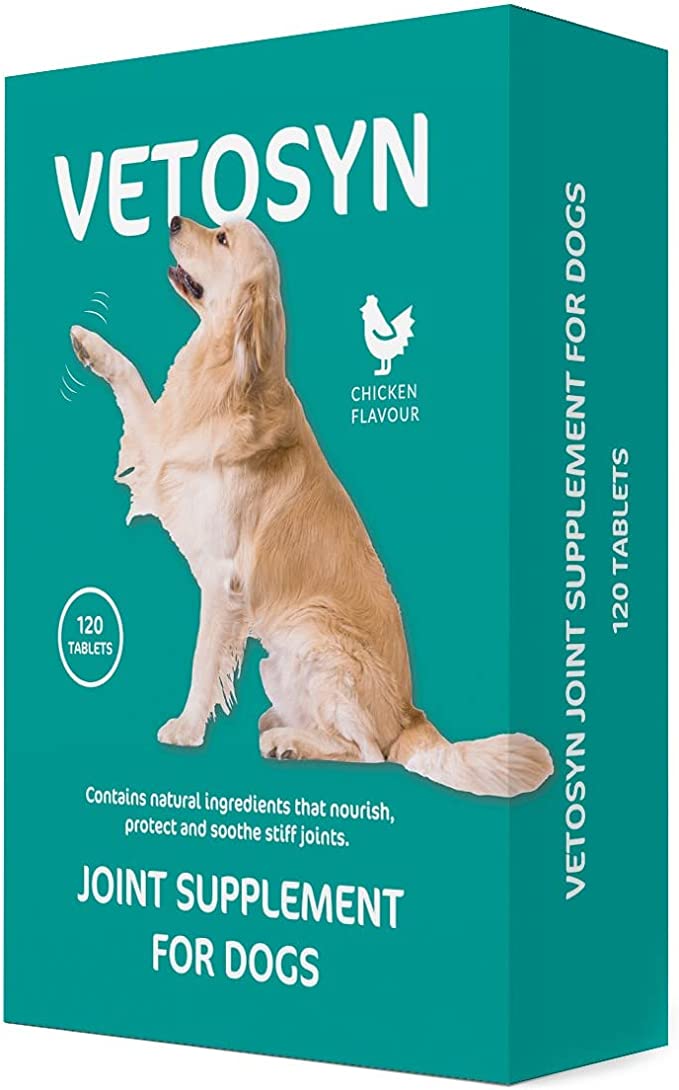 VETOSYN
CHICKEN
FLAVOUR
120
TABLETS
Contains natural ingredients that nourish,
protect and soothe stiff joints.
JOINT SUPPLEMENT
FOR DOGS
VETOSYN JOINT SUPPLEMENT FOR DOGS
120 TABLETS